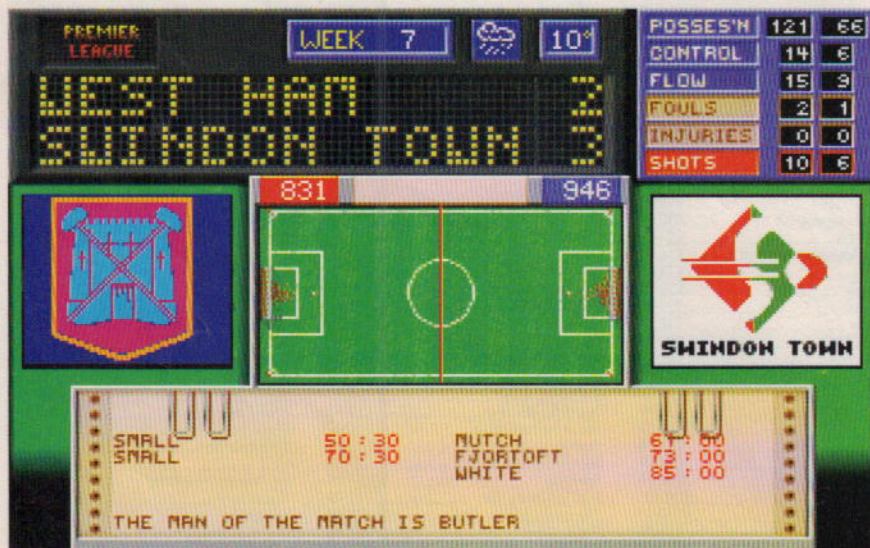 PREMIER
LEAGUE
WEEK 7
10°
WEST HAM 2
SWINDON TOWN 3
POSSES'N 121 66
CONTROL 14 6
FLOW 15 9
FOULS 2 1
INJURIES 0 0
SHOTS 10 6
831 946
SWINDON TOWN
SMALL 50:30 MUTCH 61:00
SMALL 70:30 FJORTOFT 73:00
WHITE 85:00
THE MAN OF THE MATCH IS BUTLER